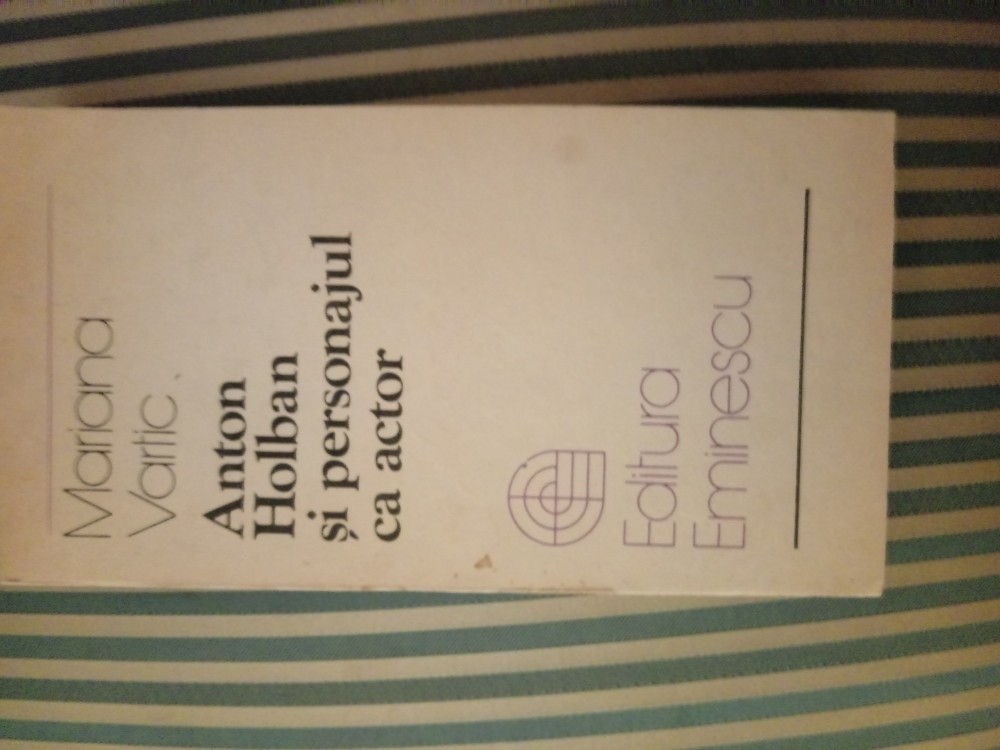 Mariana
Vartic
Anton
Holban
și personajul
ca actor
Editura
Eminescu